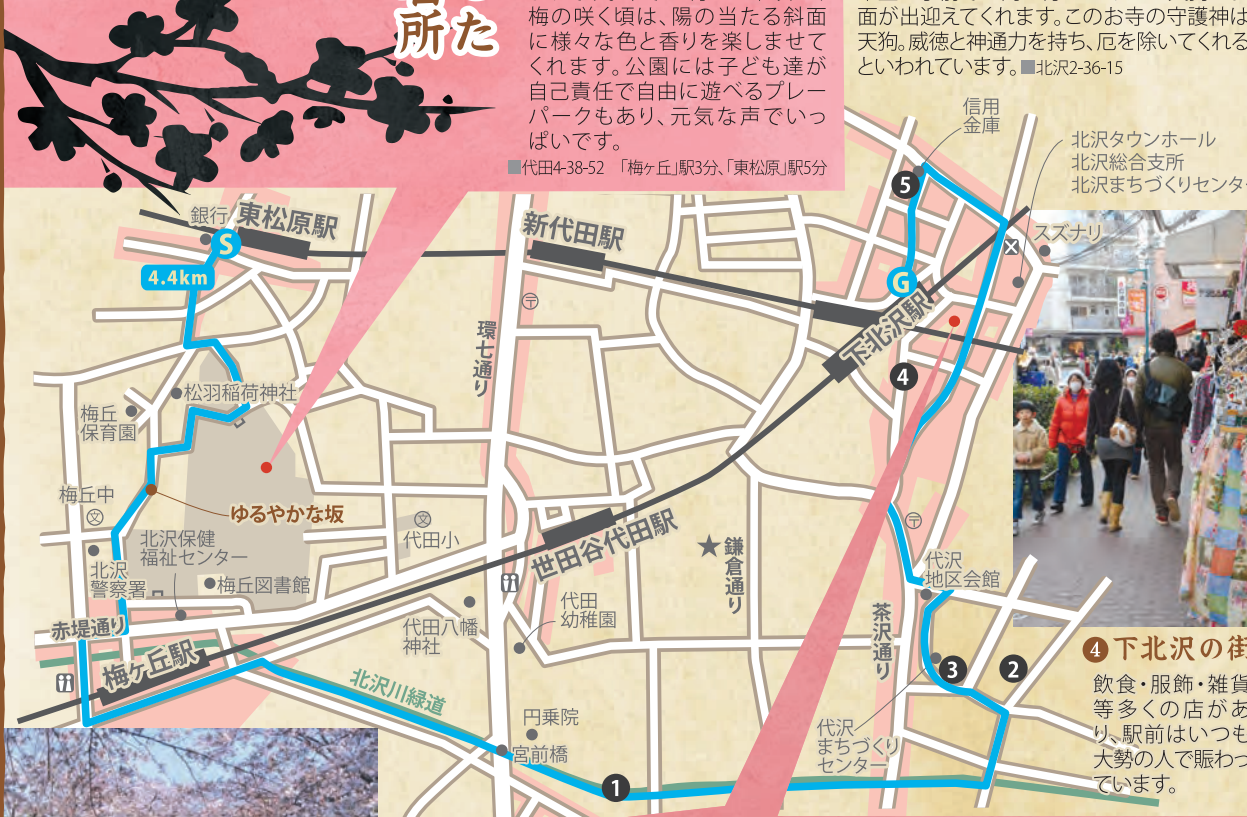 所た
梅の咲く頃は、陽の当たる斜面
に様々な色と香りを楽しませて
くれます。公園には子ども達が
自己責任で自由に遊べるプレー
パークもあり、元気な声でいっ
ぱいです。
■代田4-38-52 「梅ヶ丘」駅3分、「東松原」駅5分
面が出迎えてくれます。このお寺の守護神は
天狗。威徳と神通力を持ち、厄を除いてくれる
といわれています。■北沢2-36-15
信用
金庫
北沢タウンホール
北沢総合支所
北沢まちづくりセンター
スズナリ
銀行
東松原駅
S
4.4km
新代田駅
〒
環七通り
5
G
下北沢駅
4
松羽稲荷神社
梅丘
保育園
梅丘中
文
ゆるやかな坂
北沢保健
福祉センター
北沢
警察署
梅丘図書館
赤堤通り
梅ヶ丘駅
文
代田小
世田谷代田駅
★鎌倉通り
代田
幼稚園
代田八幡
神社
北沢川緑道
円乗院
宮前橋
1
〒
代沢
地区会館
茶沢通り
3
2
代沢
まちづくり
センター
4 下北沢の街
飲食・服飾・雑貨
等多くの店があ
り、駅前はいつも
大勢の人で賑わっ
ています。